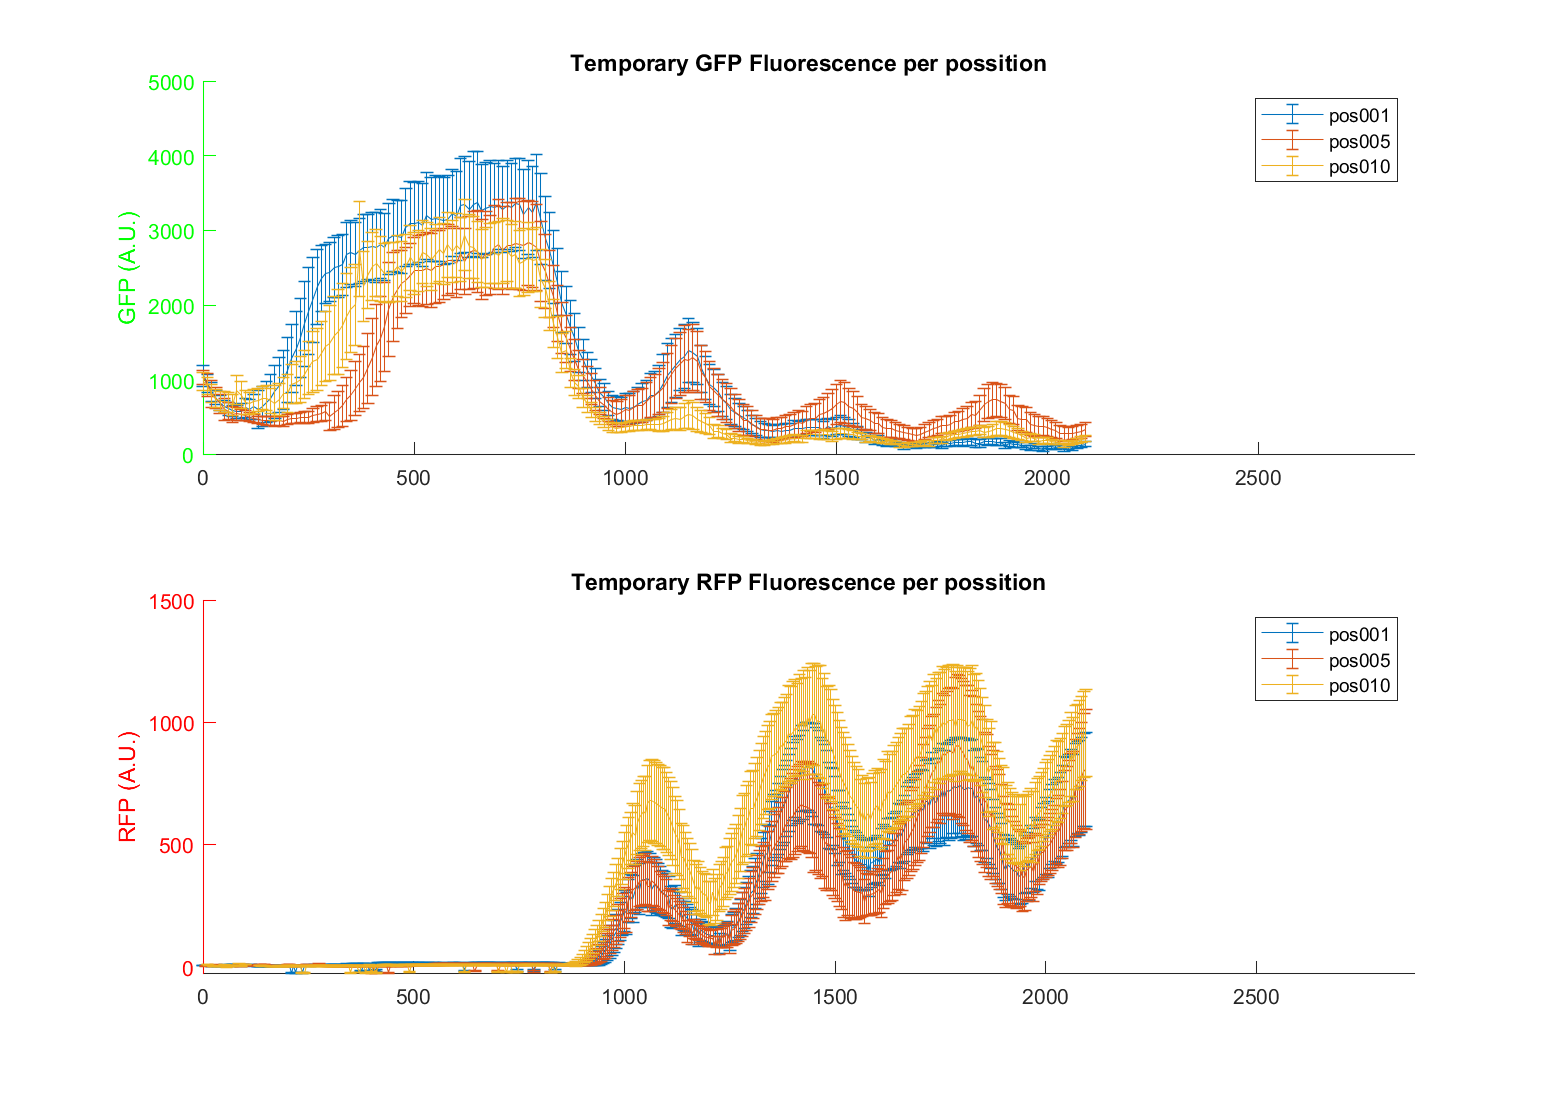 Temporary GFP Fluorescence per possition
5000
4000
3000
2000
1000
0
GFP (A.U.)
0 500 1000 1500 2000 2500
pos001
pos005
pos010
Temporary RFP Fluorescence per possition
1500
1000
500
0
RFP (A.U.)
0 500 1000 1500 2000 2500
pos001
pos005
pos010